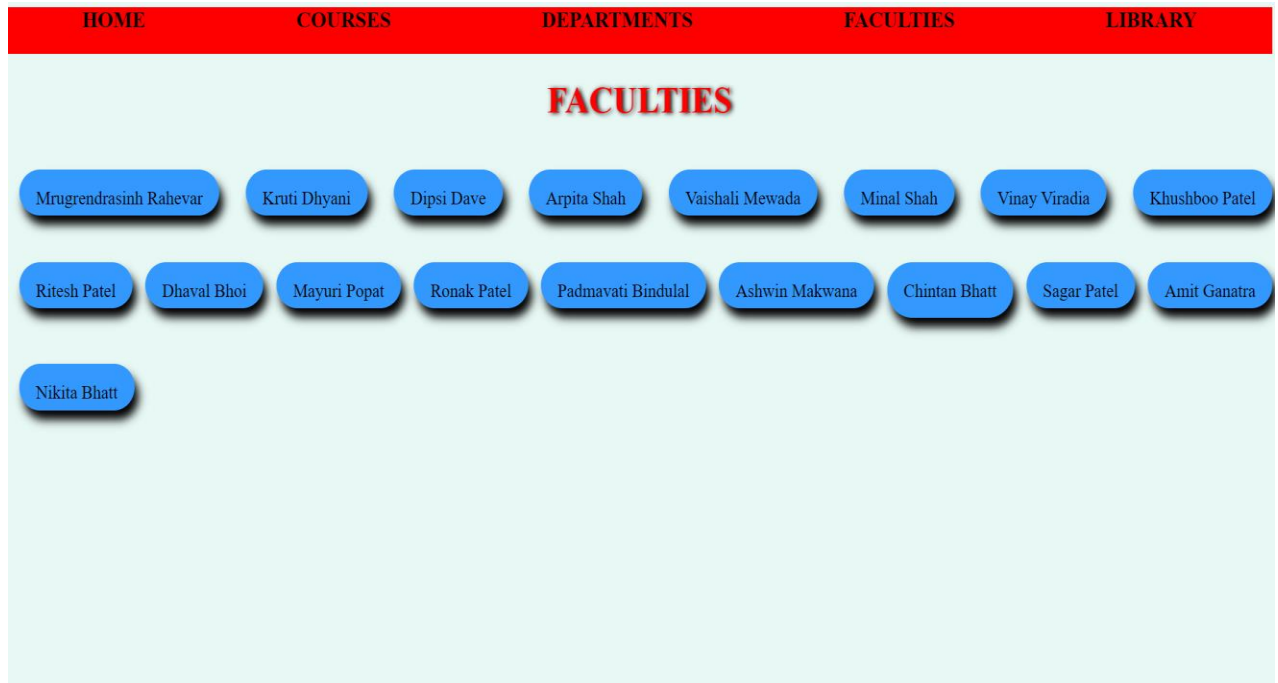 HOME COURSES DEPARTMENTS FACULTIES LIBRARY
FACULTIES
Mrugrendrasinh Rahevar Kruti Dhyani Dipsi Dave Arpita Shah Vaishali Mewada Minal Shah Vinay Viradia Khushboo Patel
Ritesh Patel Dhaval Bhoi Mayuri Popat Ronak Patel Padmavati Bindulal Ashwin Makwana Chintan Bhatt Sagar Patel Amit Ganatra
Nikita Bhatt